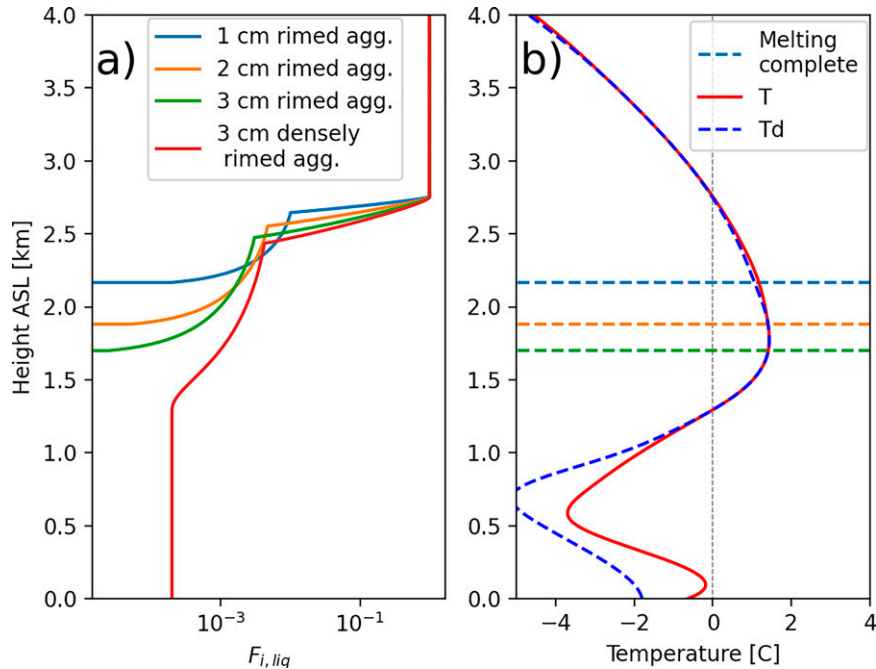 a)
1 cm rimed agg.
2 cm rimed agg.
3 cm rimed agg.
3 cm densely
rimed agg.
4.0
3.5
3.0
2.5
2.0
1.5
1.0
0.5
0.0
Height ASL [km]
10⁻³
10⁻¹
F_{i, liq}
b)
Melting
complete
T
Td
4.0
3.5
3.0
2.5
2.0
1.5
1.0
0.5
0.0
−4
−2
0
2
4
Temperature [C]